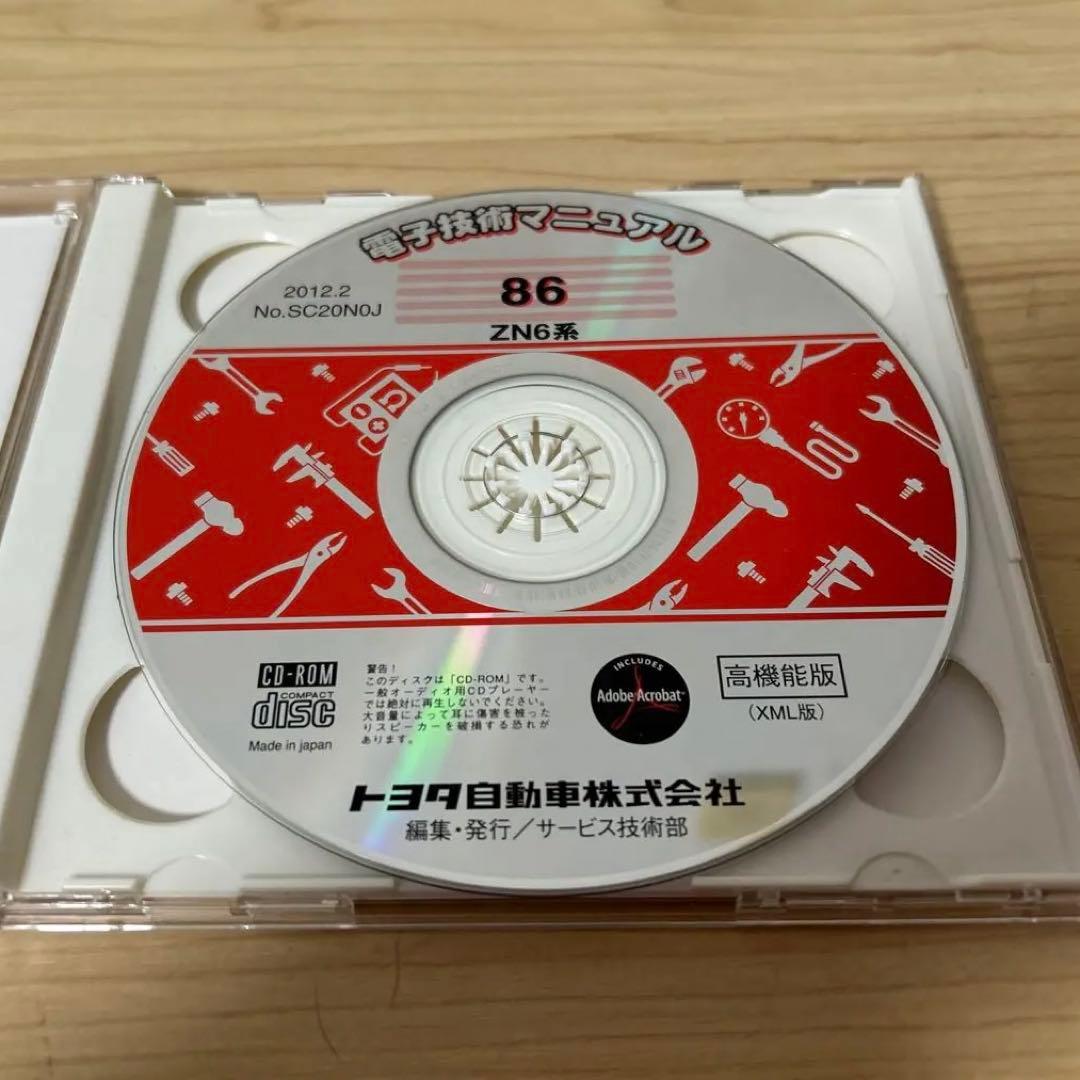 電子技術マニュアル
2012.2
No.SC20N0J
86
ZN6系
CD-ROM
COMPACT
disc
Made in japan
警告!
このディスクは「CD-ROM」です。
一般オーディオ用CDプレーヤー
では絶対に再生しないでください。
大音量によって耳に傷害を被った
りスピーカーを破損する恐れが
あります。
INCLUDES
Adobe Acrobat™
高機能版
(XML版)
トヨタ自動車株式会社
編集・発行/サービス技術部